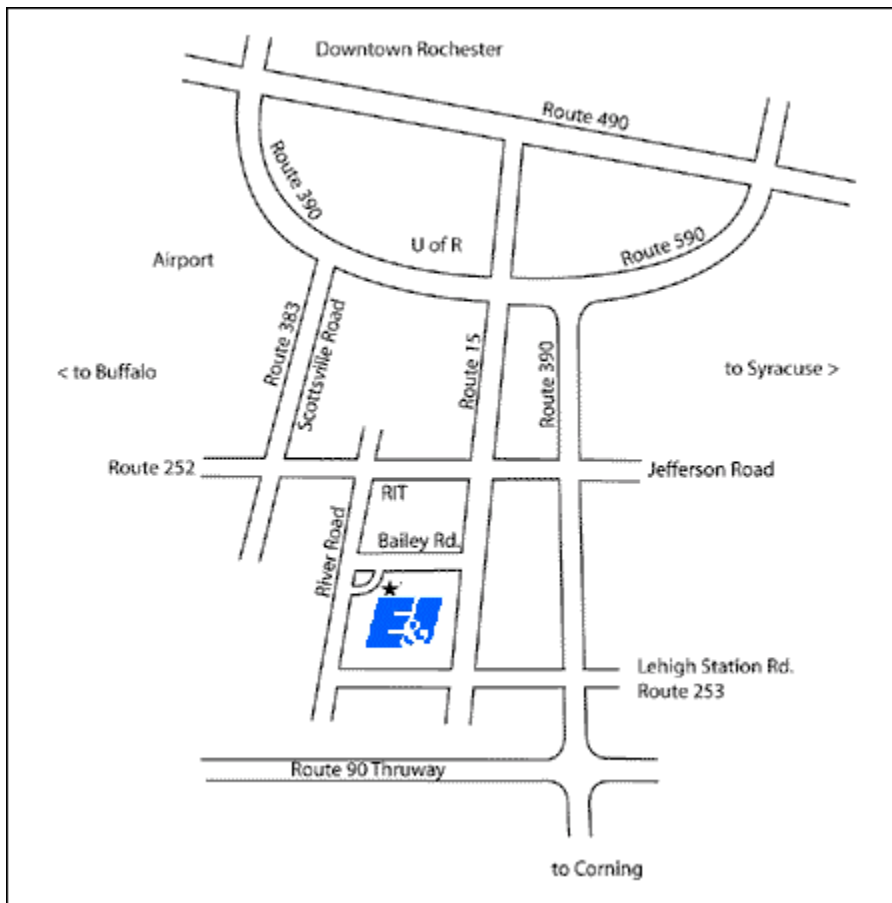 Downtown Rochester
Route 490
Route 390
U of R
Route 590
Airport
Route 383
Scottsville Road
Route 15
Route 390
< to Buffalo
to Syracuse >
Route 252
Jefferson Road
RIT
River Road
Bailey Rd.
E&I
Lehigh Station Rd.
Route 253
Route 90 Thruway
to Corning